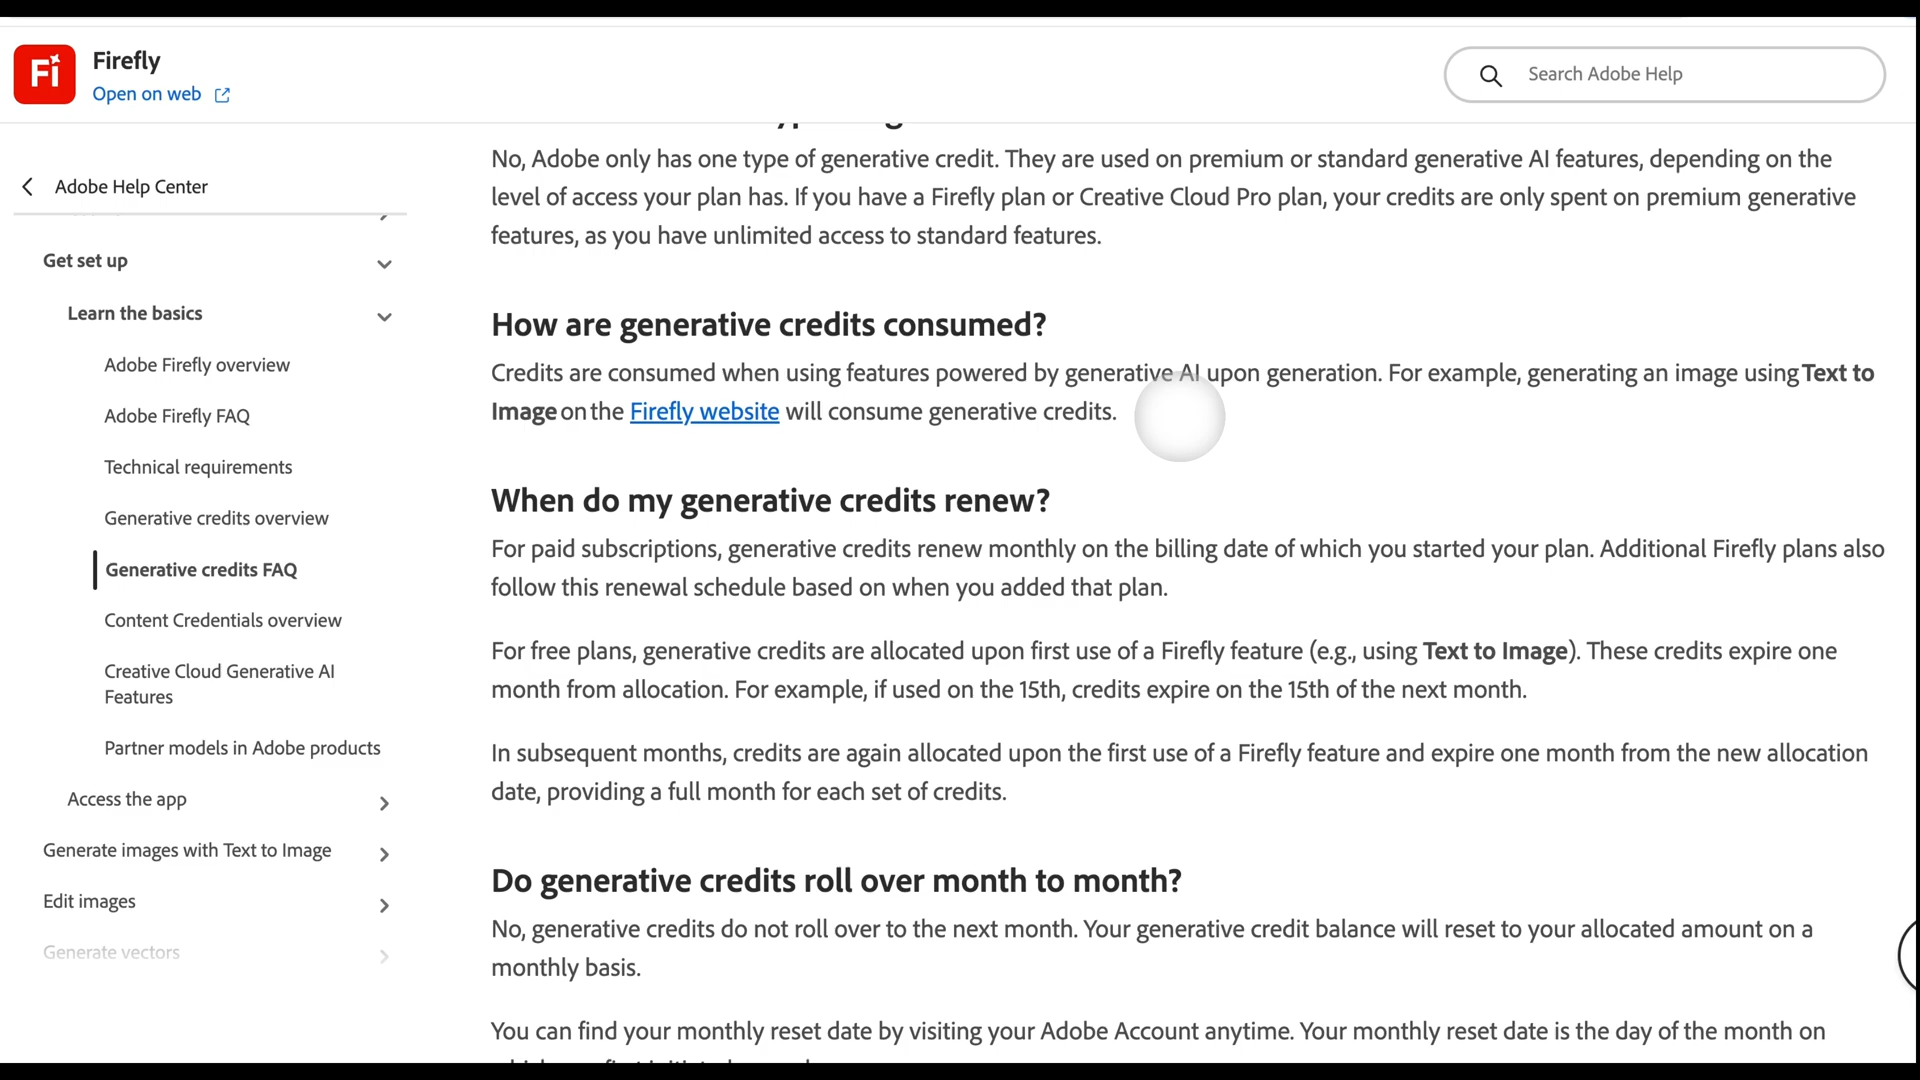 Fi
Firefly
Open on web
Search Adobe Help
Adobe Help Center
Get set up
Learn the basics
Adobe Firefly overview
Adobe Firefly FAQ
Technical requirements
Generative credits overview
Generative credits FAQ
Content Credentials overview
Creative Cloud Generative AI
Features
Partner models in Adobe products
Access the app
Generate images with Text to Image
Edit images
Generate vectors
No, Adobe only has one type of generative credit. They are used on premium or standard generative AI features, depending on the
level of access your plan has. If you have a Firefly plan or Creative Cloud Pro plan, your credits are only spent on premium generative
features, as you have unlimited access to standard features.
How are generative credits consumed?
Credits are consumed when using features powered by generative AI upon generation. For example, generating an image using Text to
Image on the Firefly website will consume generative credits.
When do my generative credits renew?
For paid subscriptions, generative credits renew monthly on the billing date of which you started your plan. Additional Firefly plans also
follow this renewal schedule based on when you added that plan.
For free plans, generative credits are allocated upon first use of a Firefly feature (e.g., using Text to Image). These credits expire one
month from allocation. For example, if used on the 15th, credits expire on the 15th of the next month.
In subsequent months, credits are again allocated upon the first use of a Firefly feature and expire one month from the new allocation
date, providing a full month for each set of credits.
Do generative credits roll over month to month?
No, generative credits do not roll over to the next month. Your generative credit balance will reset to your allocated amount on a
monthly basis.
You can find your monthly reset date by visiting your Adobe Account anytime. Your monthly reset date is the day of the month on